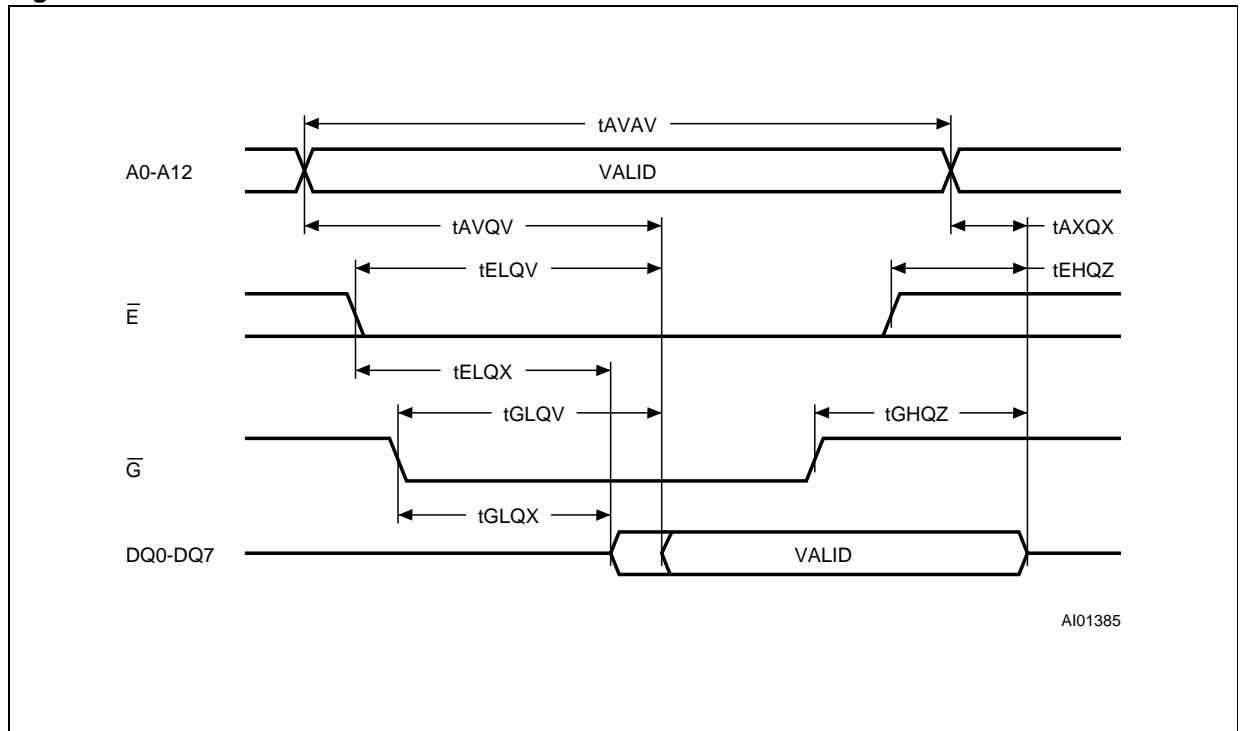 tAVAV
A0-A12
VALID
tAVQV
tAXQX
tELQV
tEHQZ
E
tELQX
tGLQV
tGHQZ
G
tGLQX
DQ0-DQ7
VALID
AI01385